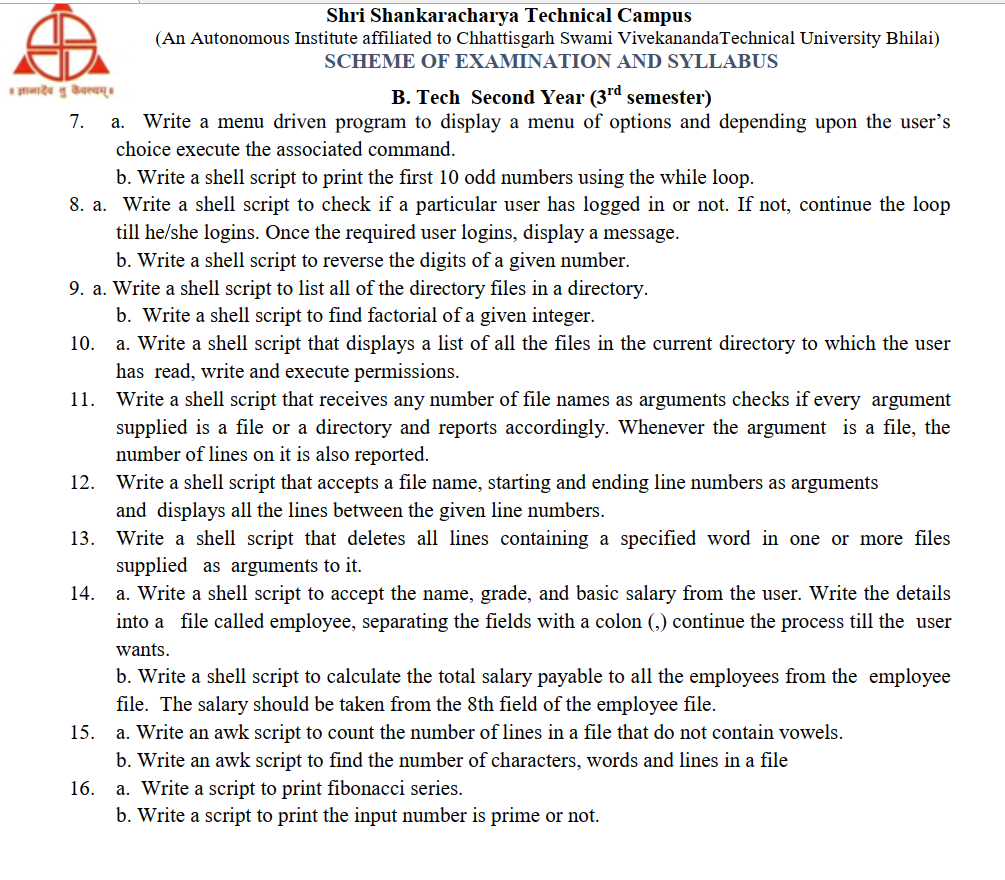 Shri Shankaracharya Technical Campus
(An Autonomous Institute affiliated to Chhattisgarh Swami VivekanandaTechnical University Bhilai)
SCHEME OF EXAMINATION AND SYLLABUS
॥ ज्ञानादेव तु कैवल्यम् ॥
B. Tech Second Year (3rd semester)
7. a. Write a menu driven program to display a menu of options and depending upon the user's
choice execute the associated command.
b. Write a shell script to print the first 10 odd numbers using the while loop.
8. a. Write a shell script to check if a particular user has logged in or not. If not, continue the loop
till he/she logins. Once the required user logins, display a message.
b. Write a shell script to reverse the digits of a given number.
9. a. Write a shell script to list all of the directory files in a directory.
b. Write a shell script to find factorial of a given integer.
10. a. Write a shell script that displays a list of all the files in the current directory to which the user
has read, write and execute permissions.
11. Write a shell script that receives any number of file names as arguments checks if every argument
supplied is a file or a directory and reports accordingly. Whenever the argument is a file, the
number of lines on it is also reported.
12. Write a shell script that accepts a file name, starting and ending line numbers as arguments
and displays all the lines between the given line numbers.
13. Write a shell script that deletes all lines containing a specified word in one or more files
supplied as arguments to it.
14. a. Write a shell script to accept the name, grade, and basic salary from the user. Write the details
into a file called employee, separating the fields with a colon (,) continue the process till the user
wants.
b. Write a shell script to calculate the total salary payable to all the employees from the employee
file. The salary should be taken from the 8th field of the employee file.
15. a. Write an awk script to count the number of lines in a file that do not contain vowels.
b. Write an awk script to find the number of characters, words and lines in a file
16. a. Write a script to print fibonacci series.
b. Write a script to print the input number is prime or not.